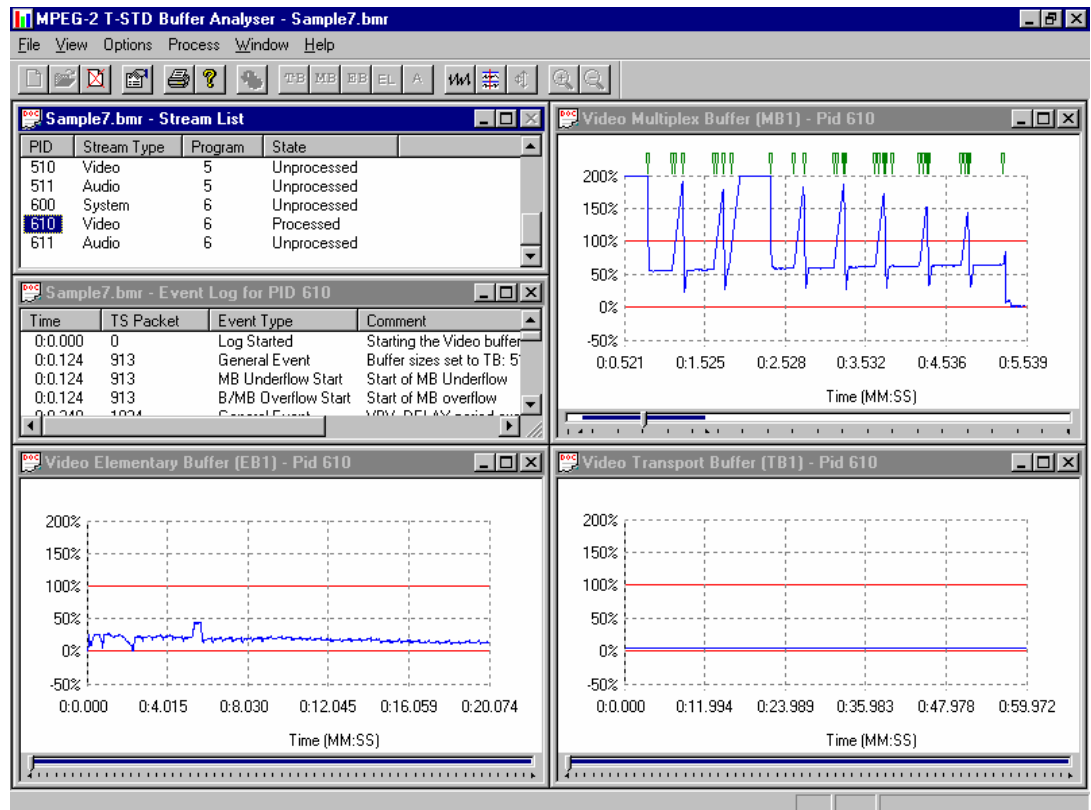 MPEG-2 T-STD Buffer Analyser - Sample7.bmr
File View Options Process Window Help
TB MB EB EL A
Sample7.bmr - Stream List
PID Stream Type Program State
510 Video 5 Unprocessed
511 Audio 5 Unprocessed
600 System 6 Unprocessed
610 Video 6 Processed
611 Audio 6 Unprocessed
Sample7.bmr - Event Log for PID 610
Time TS Packet Event Type Comment
0:0.000 0 Log Started Starting the Video buffer
0:0.124 913 General Event Buffer sizes set to TB: 5
0:0.124 913 MB Underflow Start Start of MB Underflow
0:0.124 913 B/MB Overflow Start Start of MB overflow
Video Multiplex Buffer (MB1) - Pid 610
200%
150%
100%
50%
0%
-50%
0:0.521 0:1.525 0:2.528 0:3.532 0:4.536 0:5.539
Time (MM:SS)
Video Elementary Buffer (EB1) - Pid 610
200%
150%
100%
50%
0%
-50%
0:0.000 0:4.015 0:8.030 0:12.045 0:16.059 0:20.074
Time (MM:SS)
Video Transport Buffer (TB1) - Pid 610
200%
150%
100%
50%
0%
-50%
0:0.000 0:11.994 0:23.989 0:35.983 0:47.978 0:59.972
Time (MM:SS)